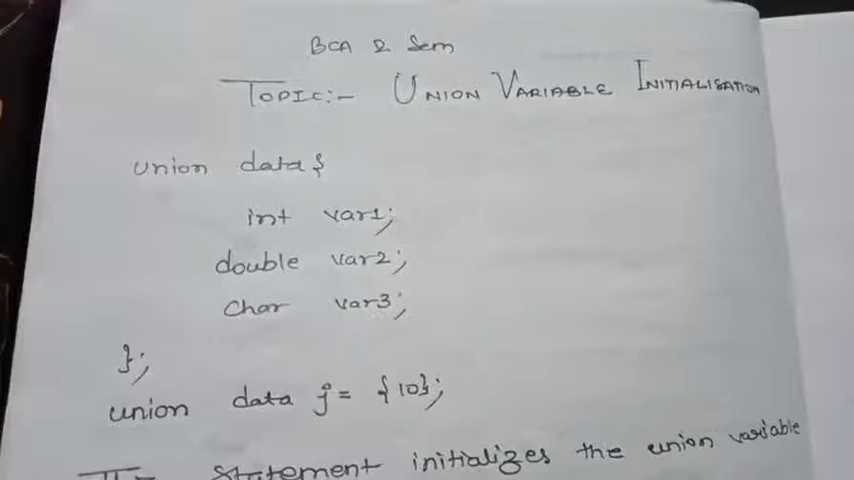 BCA 2 Sem
TOPIC:- UNION VARIABLE INITIALISATION
union data {
int var1;
double var2;
char var3;
};
union data j = {10};
statement initializes the union variable